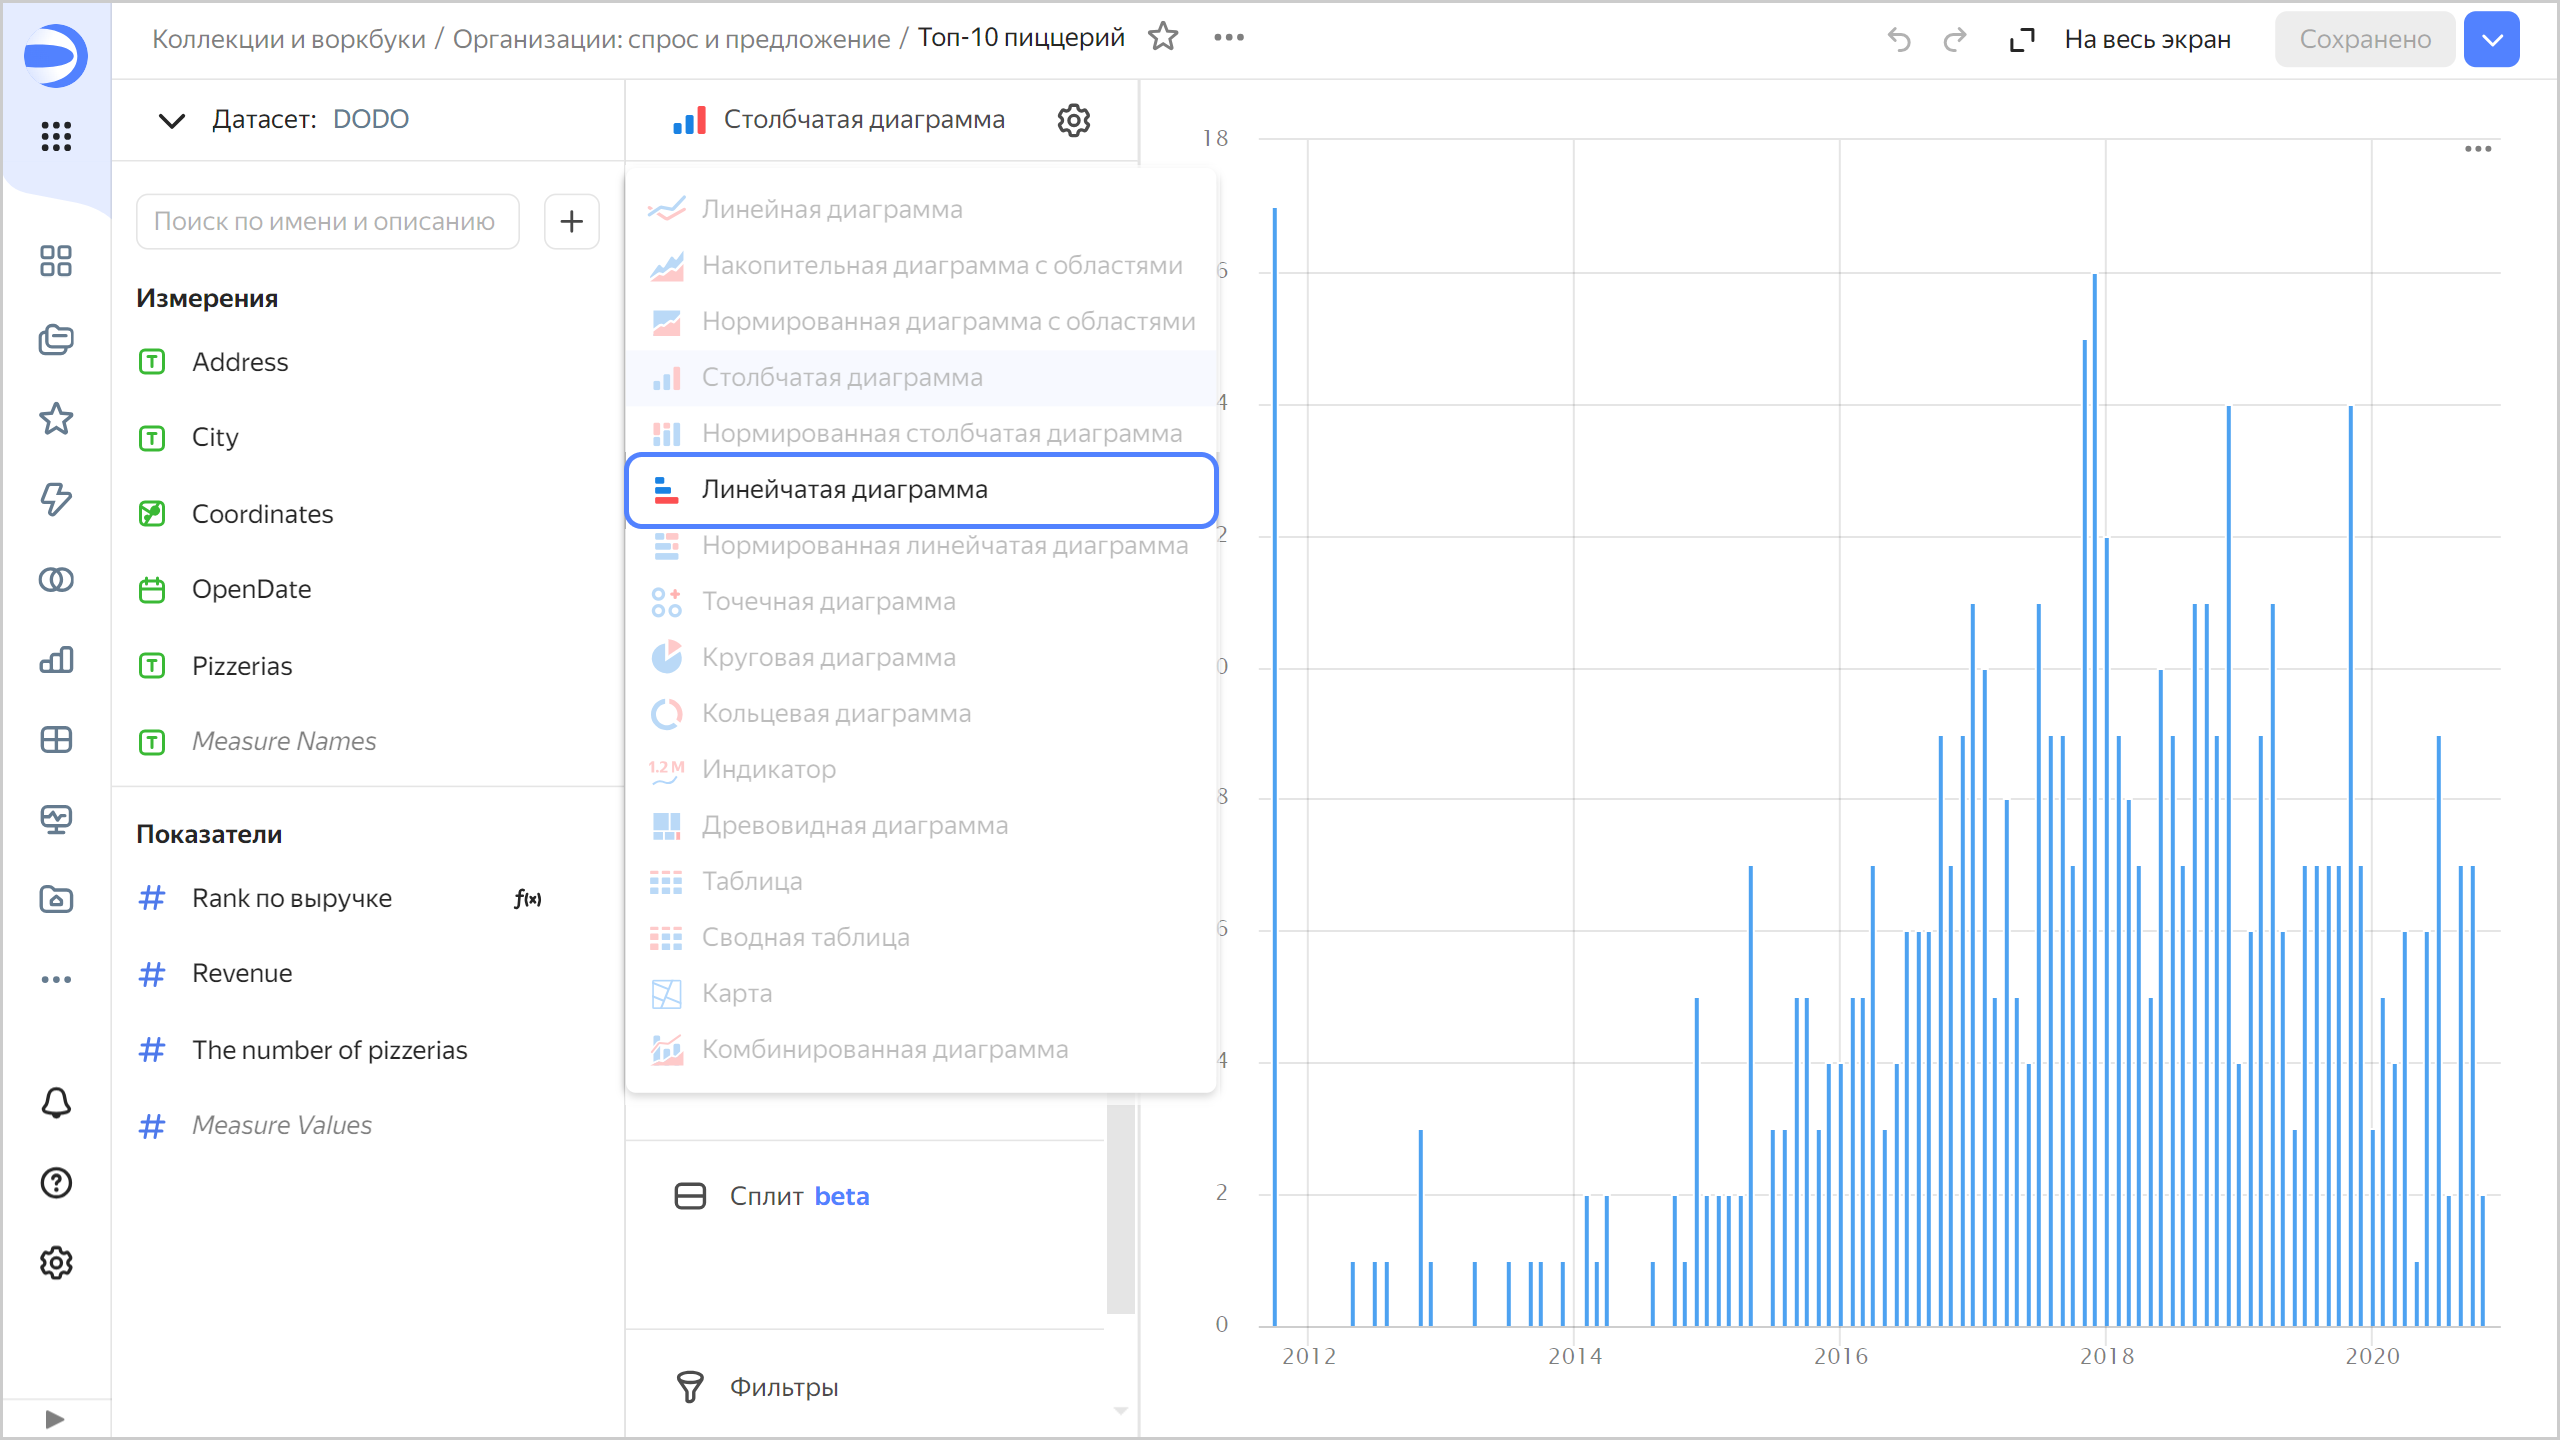 Коллекции и воркбуки / Организации: спрос и предложение / Топ-10 пиццерий
На весь экран
Сохранено
Датасет: DODO
Столбчатая диаграмма
Поиск по имени и описанию
Измерения
Address
City
Coordinates
OpenDate
Pizzerias
Measure Names
Показатели
Rank по выручке
f(x)
Revenue
The number of pizzerias
Measure Values
Линейная диаграмма
Накопительная диаграмма с областями
Нормированная диаграмма с областями
Столбчатая диаграмма
Нормированная столбчатая диаграмма
Линейчатая диаграмма
Нормированная линейчатая диаграмма
Точечная диаграмма
Круговая диаграмма
Кольцевая диаграмма
1.2 M Индикатор
Древовидная диаграмма
Таблица
Сводная таблица
Карта
Комбинированная диаграмма
Сплит beta
Фильтры
18
6
4
2
0
8
6
4
2
0
2012
2014
2016
2018
2020